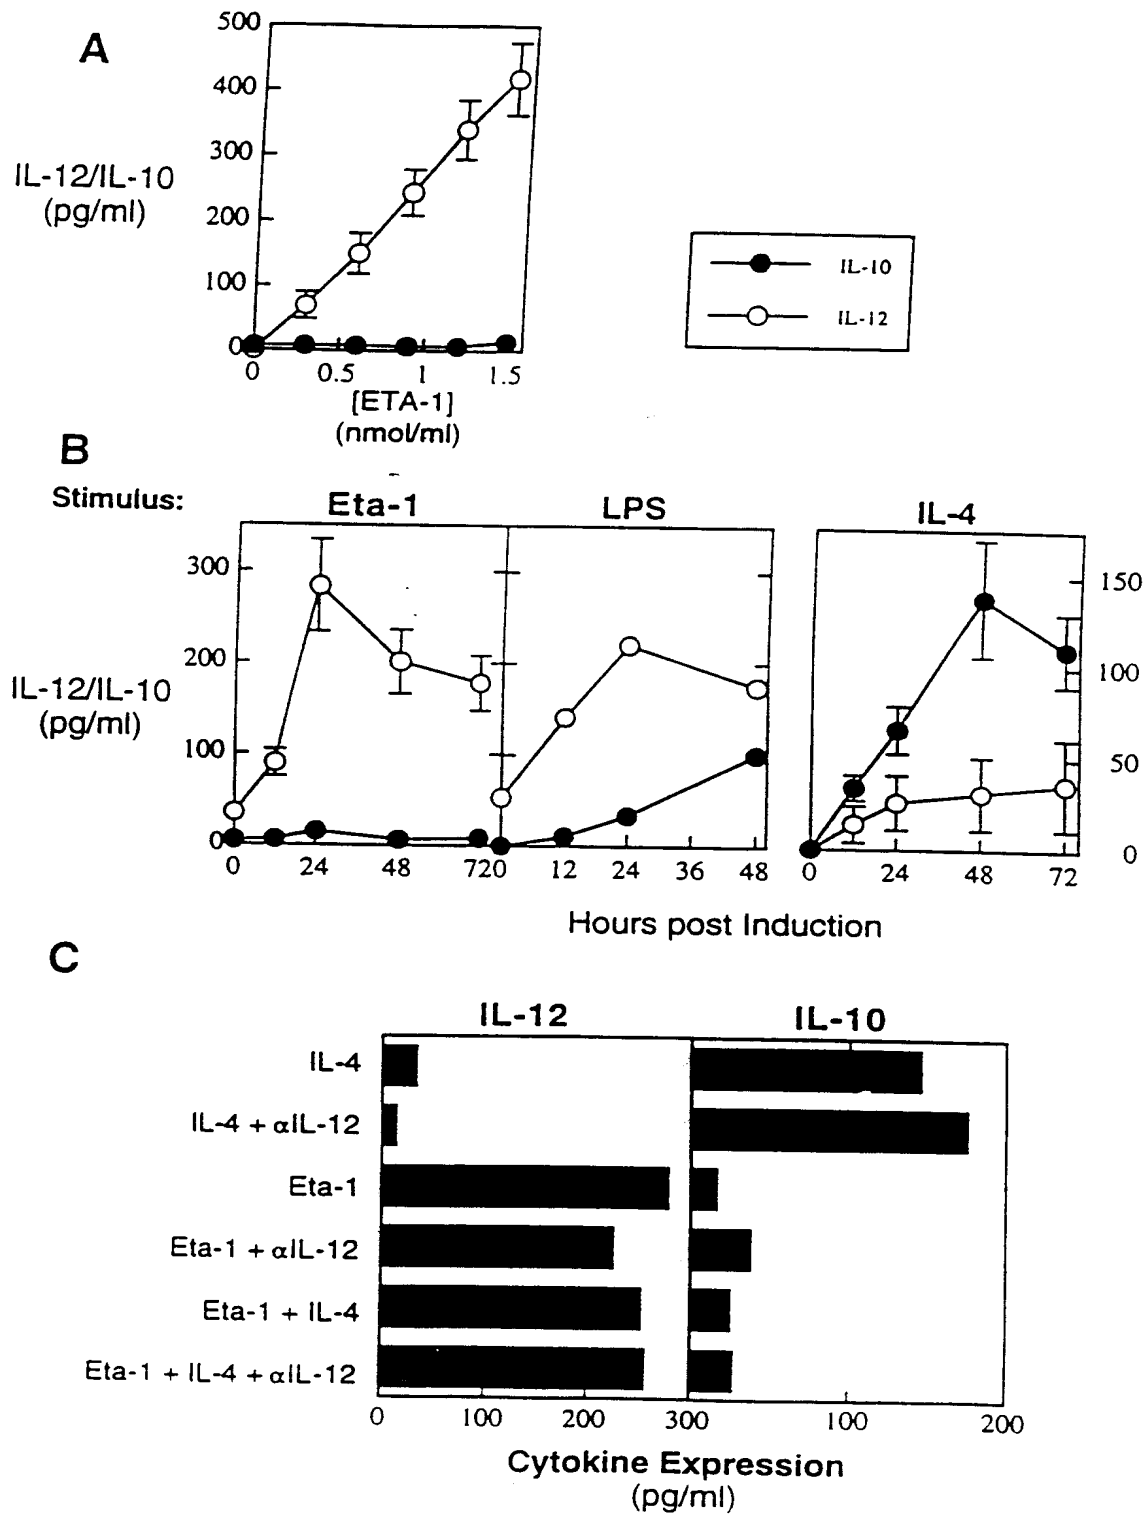 A
500
400
300
200
100
0
IL-12/IL-10
(pg/ml)
0 0.5 1 1.5
[ETA-1]
(nmol/ml)
IL-10
IL-12
B
Stimulus: Eta-1 LPS IL-4
300
200
100
0
IL-12/IL-10
(pg/ml)
150
100
50
0
0 24 48 720 12 24 36 48 0 24 48 72
Hours post Induction
C
IL-12 IL-10
IL-4
IL-4 + αIL-12
Eta-1
Eta-1 + αIL-12
Eta-1 + IL-4
Eta-1 + IL-4 + αIL-12
0 100 200 300 100 200
Cytokine Expression
(pg/ml)